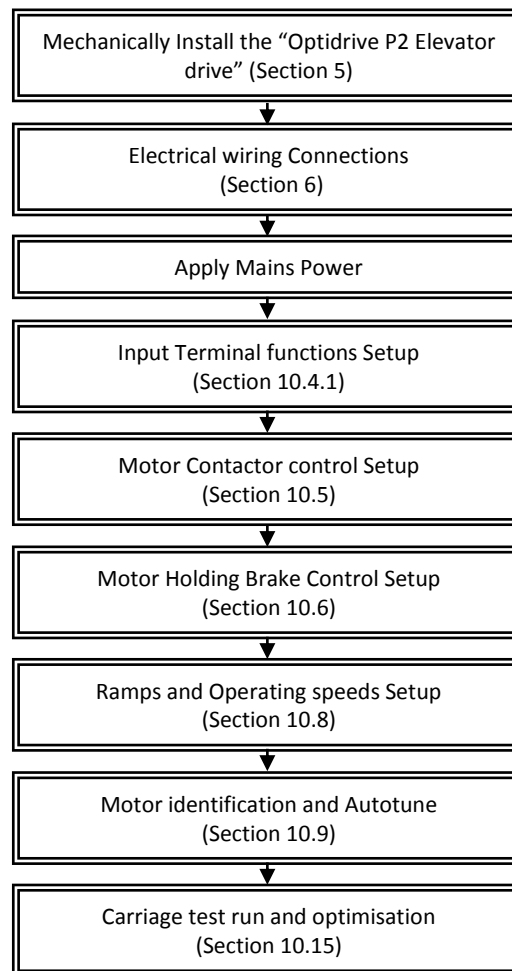 Mechanically Install the “Optidrive P2 Elevator
drive” (Section 5)
Electrical wiring Connections
(Section 6)
Apply Mains Power
Input Terminal functions Setup
(Section 10.4.1)
Motor Contactor control Setup
(Section 10.5)
Motor Holding Brake Control Setup
(Section 10.6)
Ramps and Operating speeds Setup
(Section 10.8)
Motor identification and Autotune
(Section 10.9)
Carriage test run and optimisation
(Section 10.15)